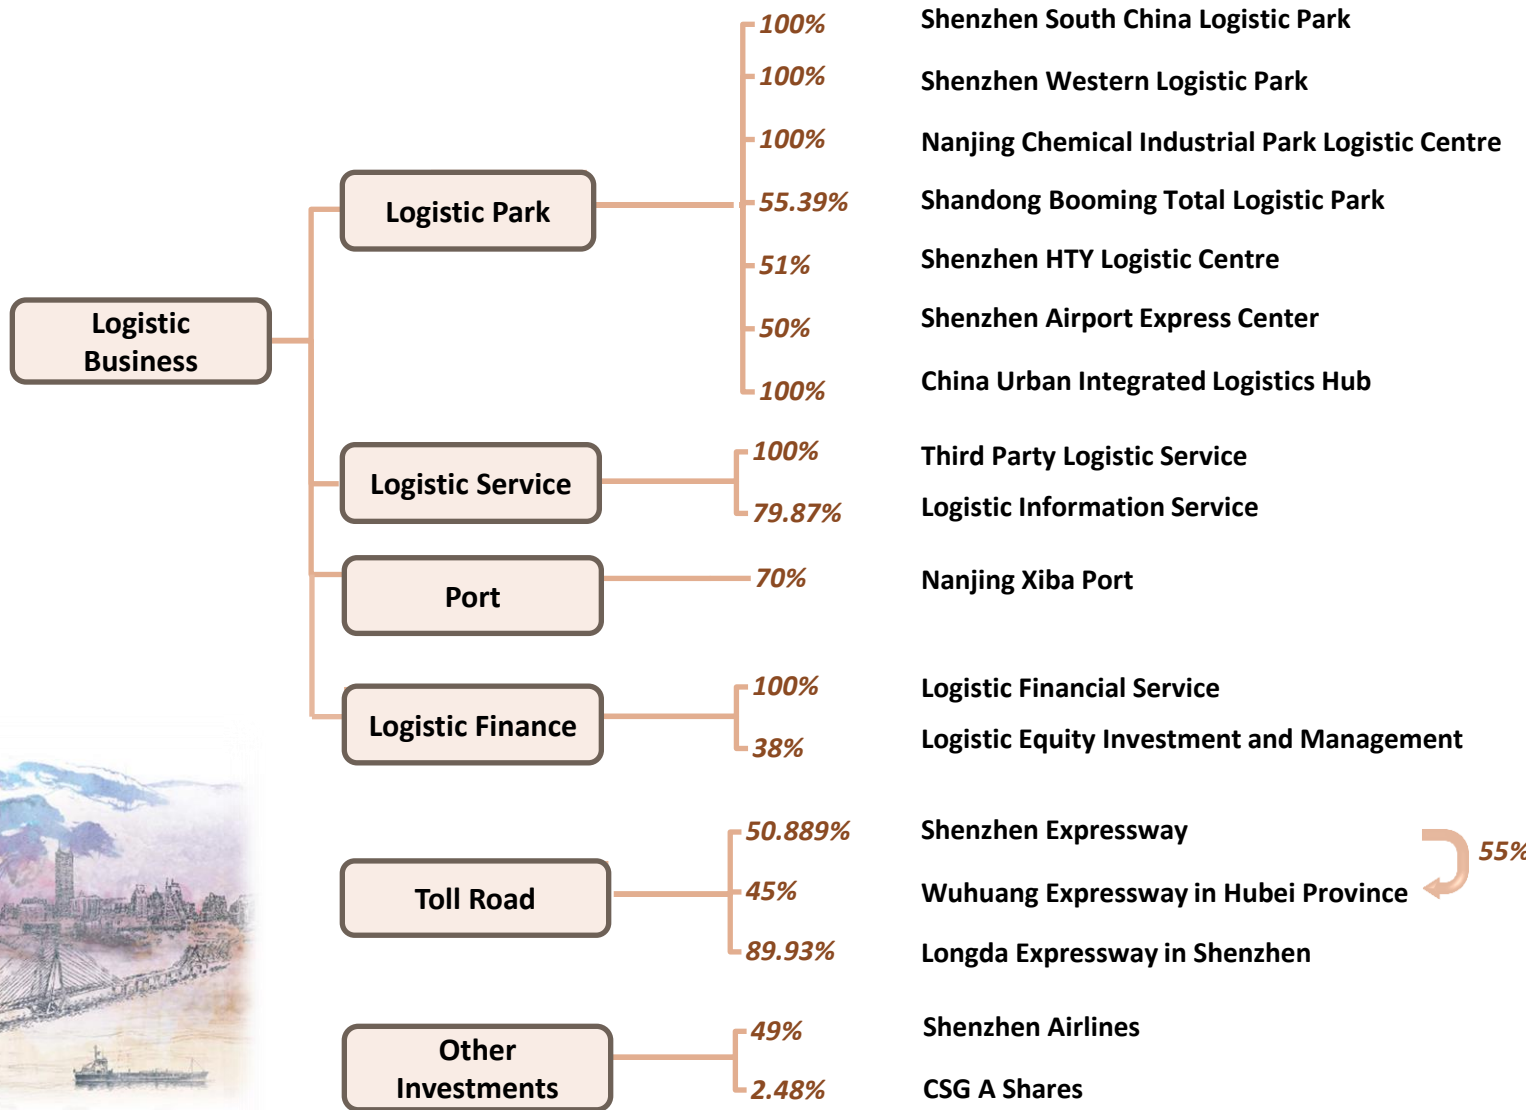 100% Shenzhen South China Logistic Park
100% Shenzhen Western Logistic Park
100% Nanjing Chemical Industrial Park Logistic Centre
Logistic Park
55.39% Shandong Booming Total Logistic Park
51% Shenzhen HTY Logistic Centre
50% Shenzhen Airport Express Center
Logistic
Business
100% China Urban Integrated Logistics Hub
100% Third Party Logistic Service
Logistic Service
79.87% Logistic Information Service
Port
70% Nanjing Xiba Port
100% Logistic Financial Service
Logistic Finance
38% Logistic Equity Investment and Management
50.889% Shenzhen Expressway
55%
Toll Road
45% Wuhuang Expressway in Hubei Province
89.93% Longda Expressway in Shenzhen
49% Shenzhen Airlines
Other
Investments
2.48% CSG A Shares